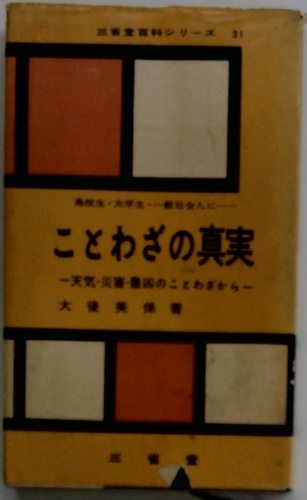 三省堂百科シリーズ 31
高校生・大学生・一般社会人に——
ことわざの真実
―天気・災害・豊凶のことわざから―
大後美保著
三省堂